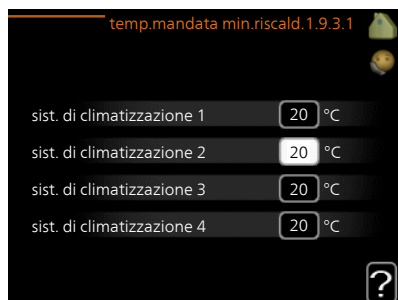 temp.mandata min.riscald.1.9.3.1
sist. di climatizzazione 1 20 °C
sist. di climatizzazione 2 20 °C
sist. di climatizzazione 3 20 °C
sist. di climatizzazione 4 20 °C
?